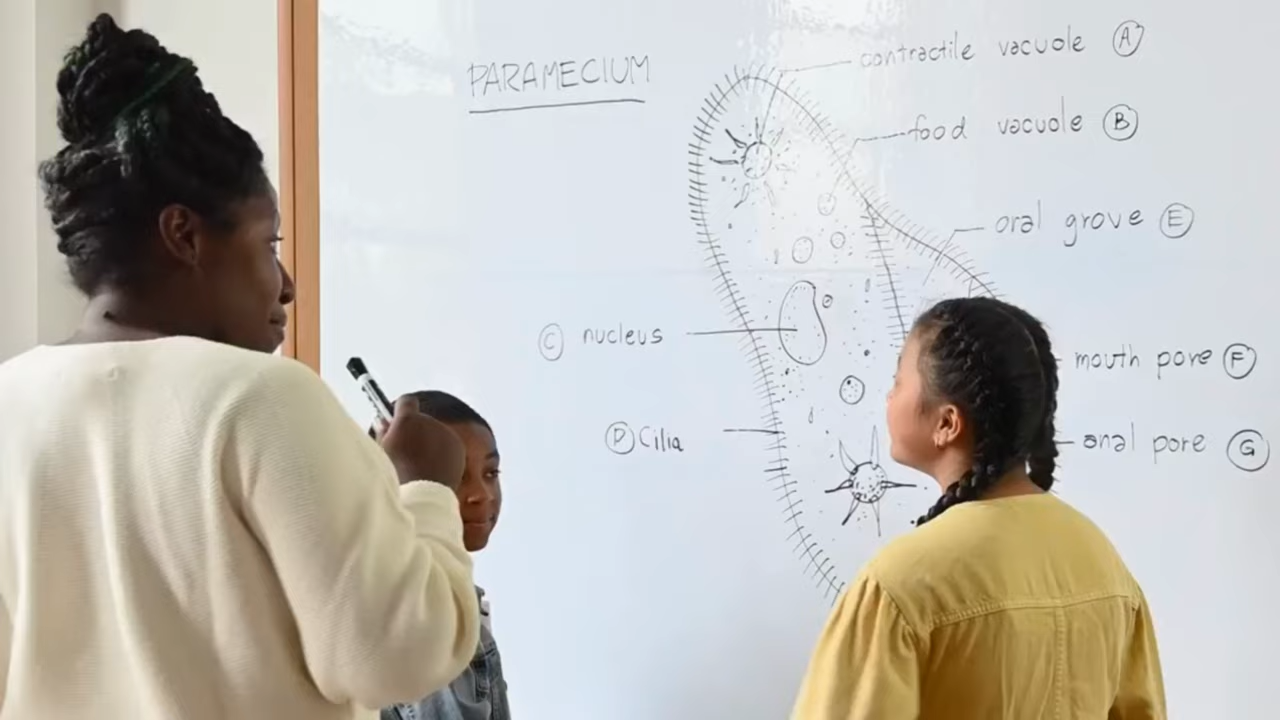 PARAMECIUM
contractile vacuole A
food vacuole B
oral grove E
C nucleus
mouth pore F
P Cilia
anal pore G